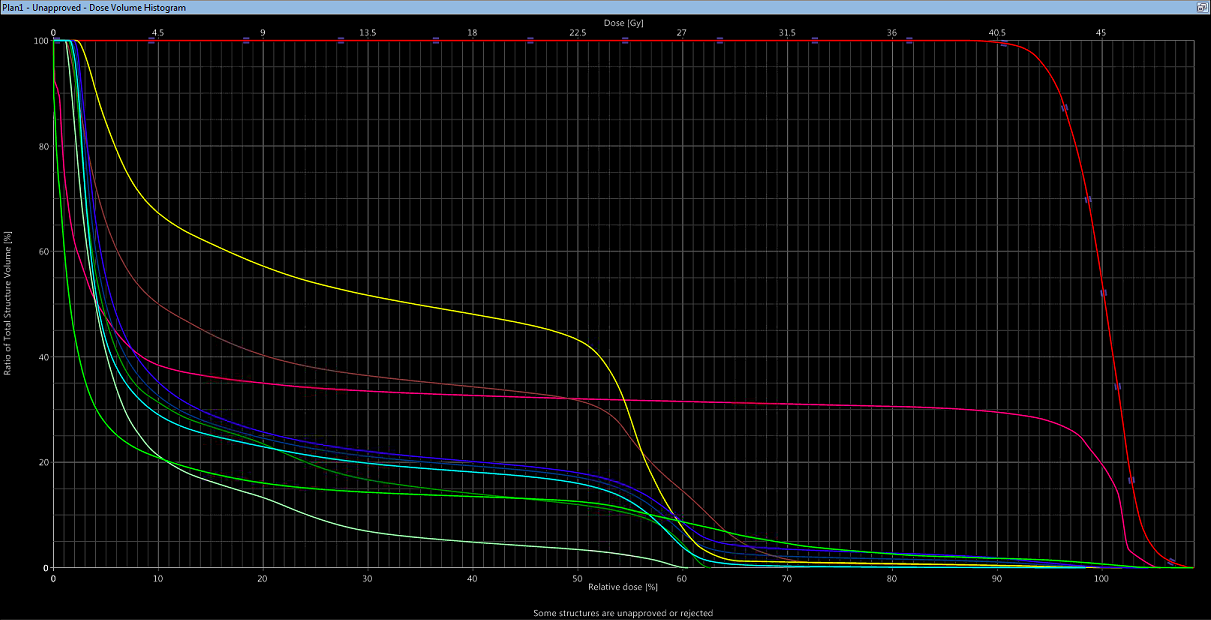 Plan1 - Unapproved - Dose Volume Histogram
Dose [Gy]
0 4.5 9 13.5 18 22.5 27 31.5 36 40.5 45
Ratio of Total Structure Volume [%]
100
80
60
40
20
0
0 10 20 30 40 50 60 70 80 90 100
Relative dose [%]
Some structures are unapproved or rejected